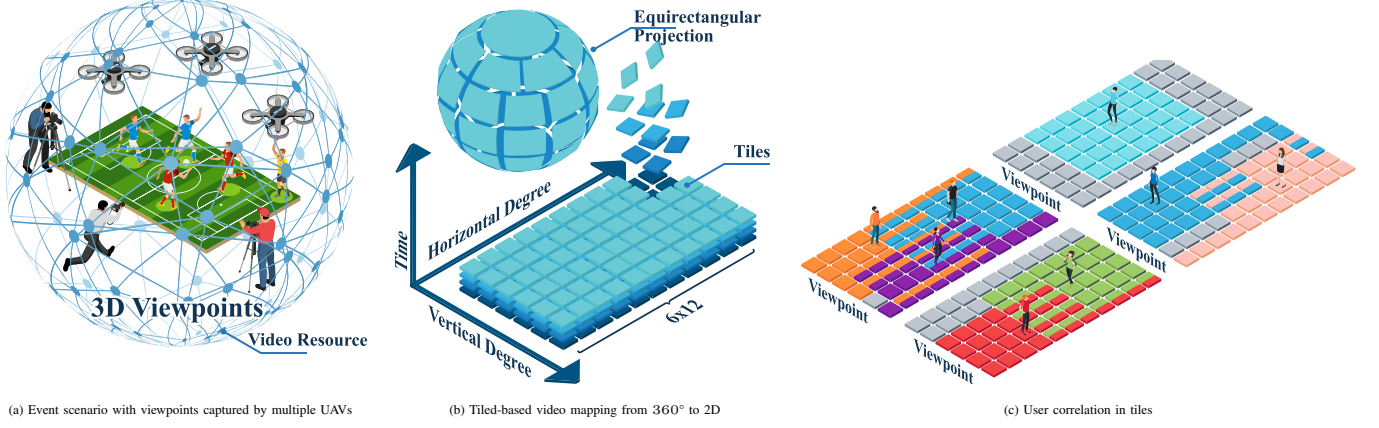 3D Viewpoints
Video Resource
(a) Event scenario with viewpoints captured by multiple UAVs
Equirectangular
Projection
Tiles
Time
Horizontal Degree
Vertical Degree
6x12
(b) Tiled-based video mapping from 360° to 2D
Viewpoint
Viewpoint
Viewpoint
Viewpoint
(c) User correlation in tiles